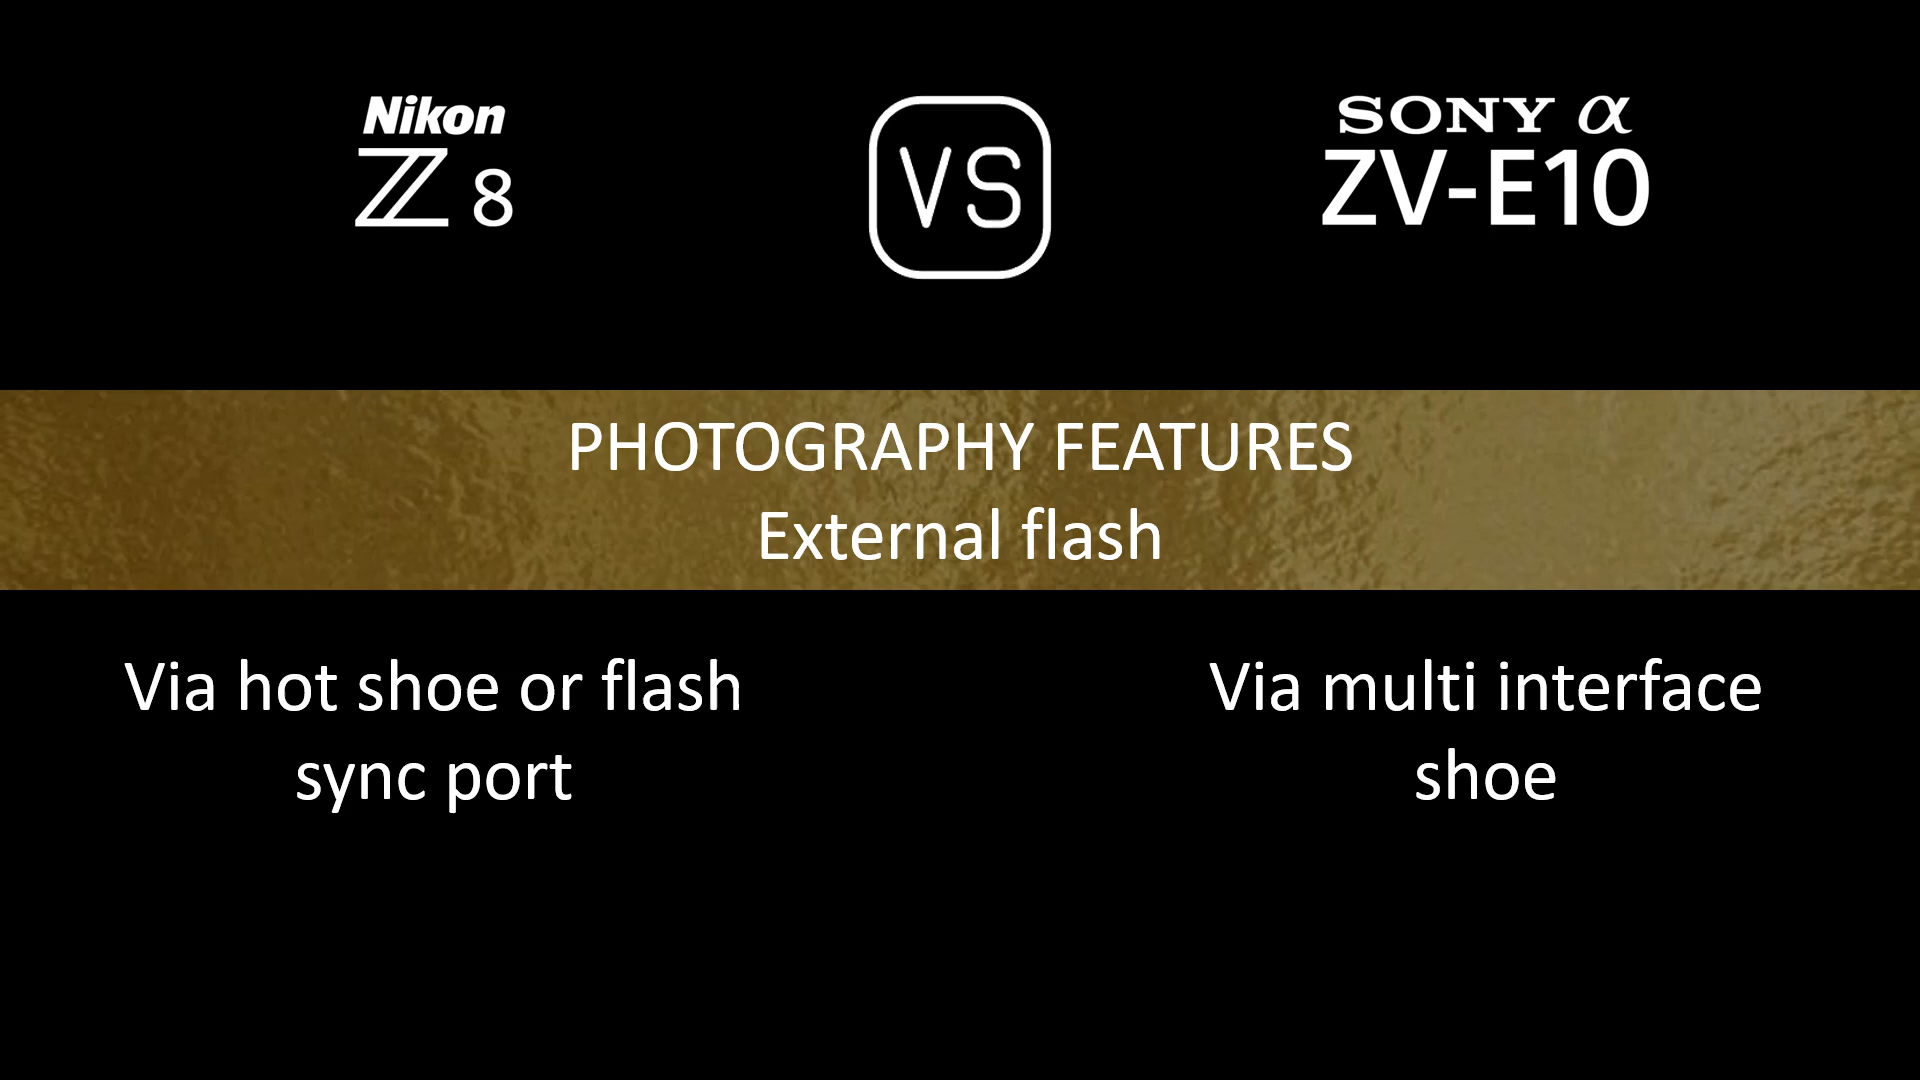 Nikon
Z 8
VS
SONY α
ZV-E10
PHOTOGRAPHY FEATURES
External flash
Via hot shoe or flash
sync port
Via multi interface
shoe